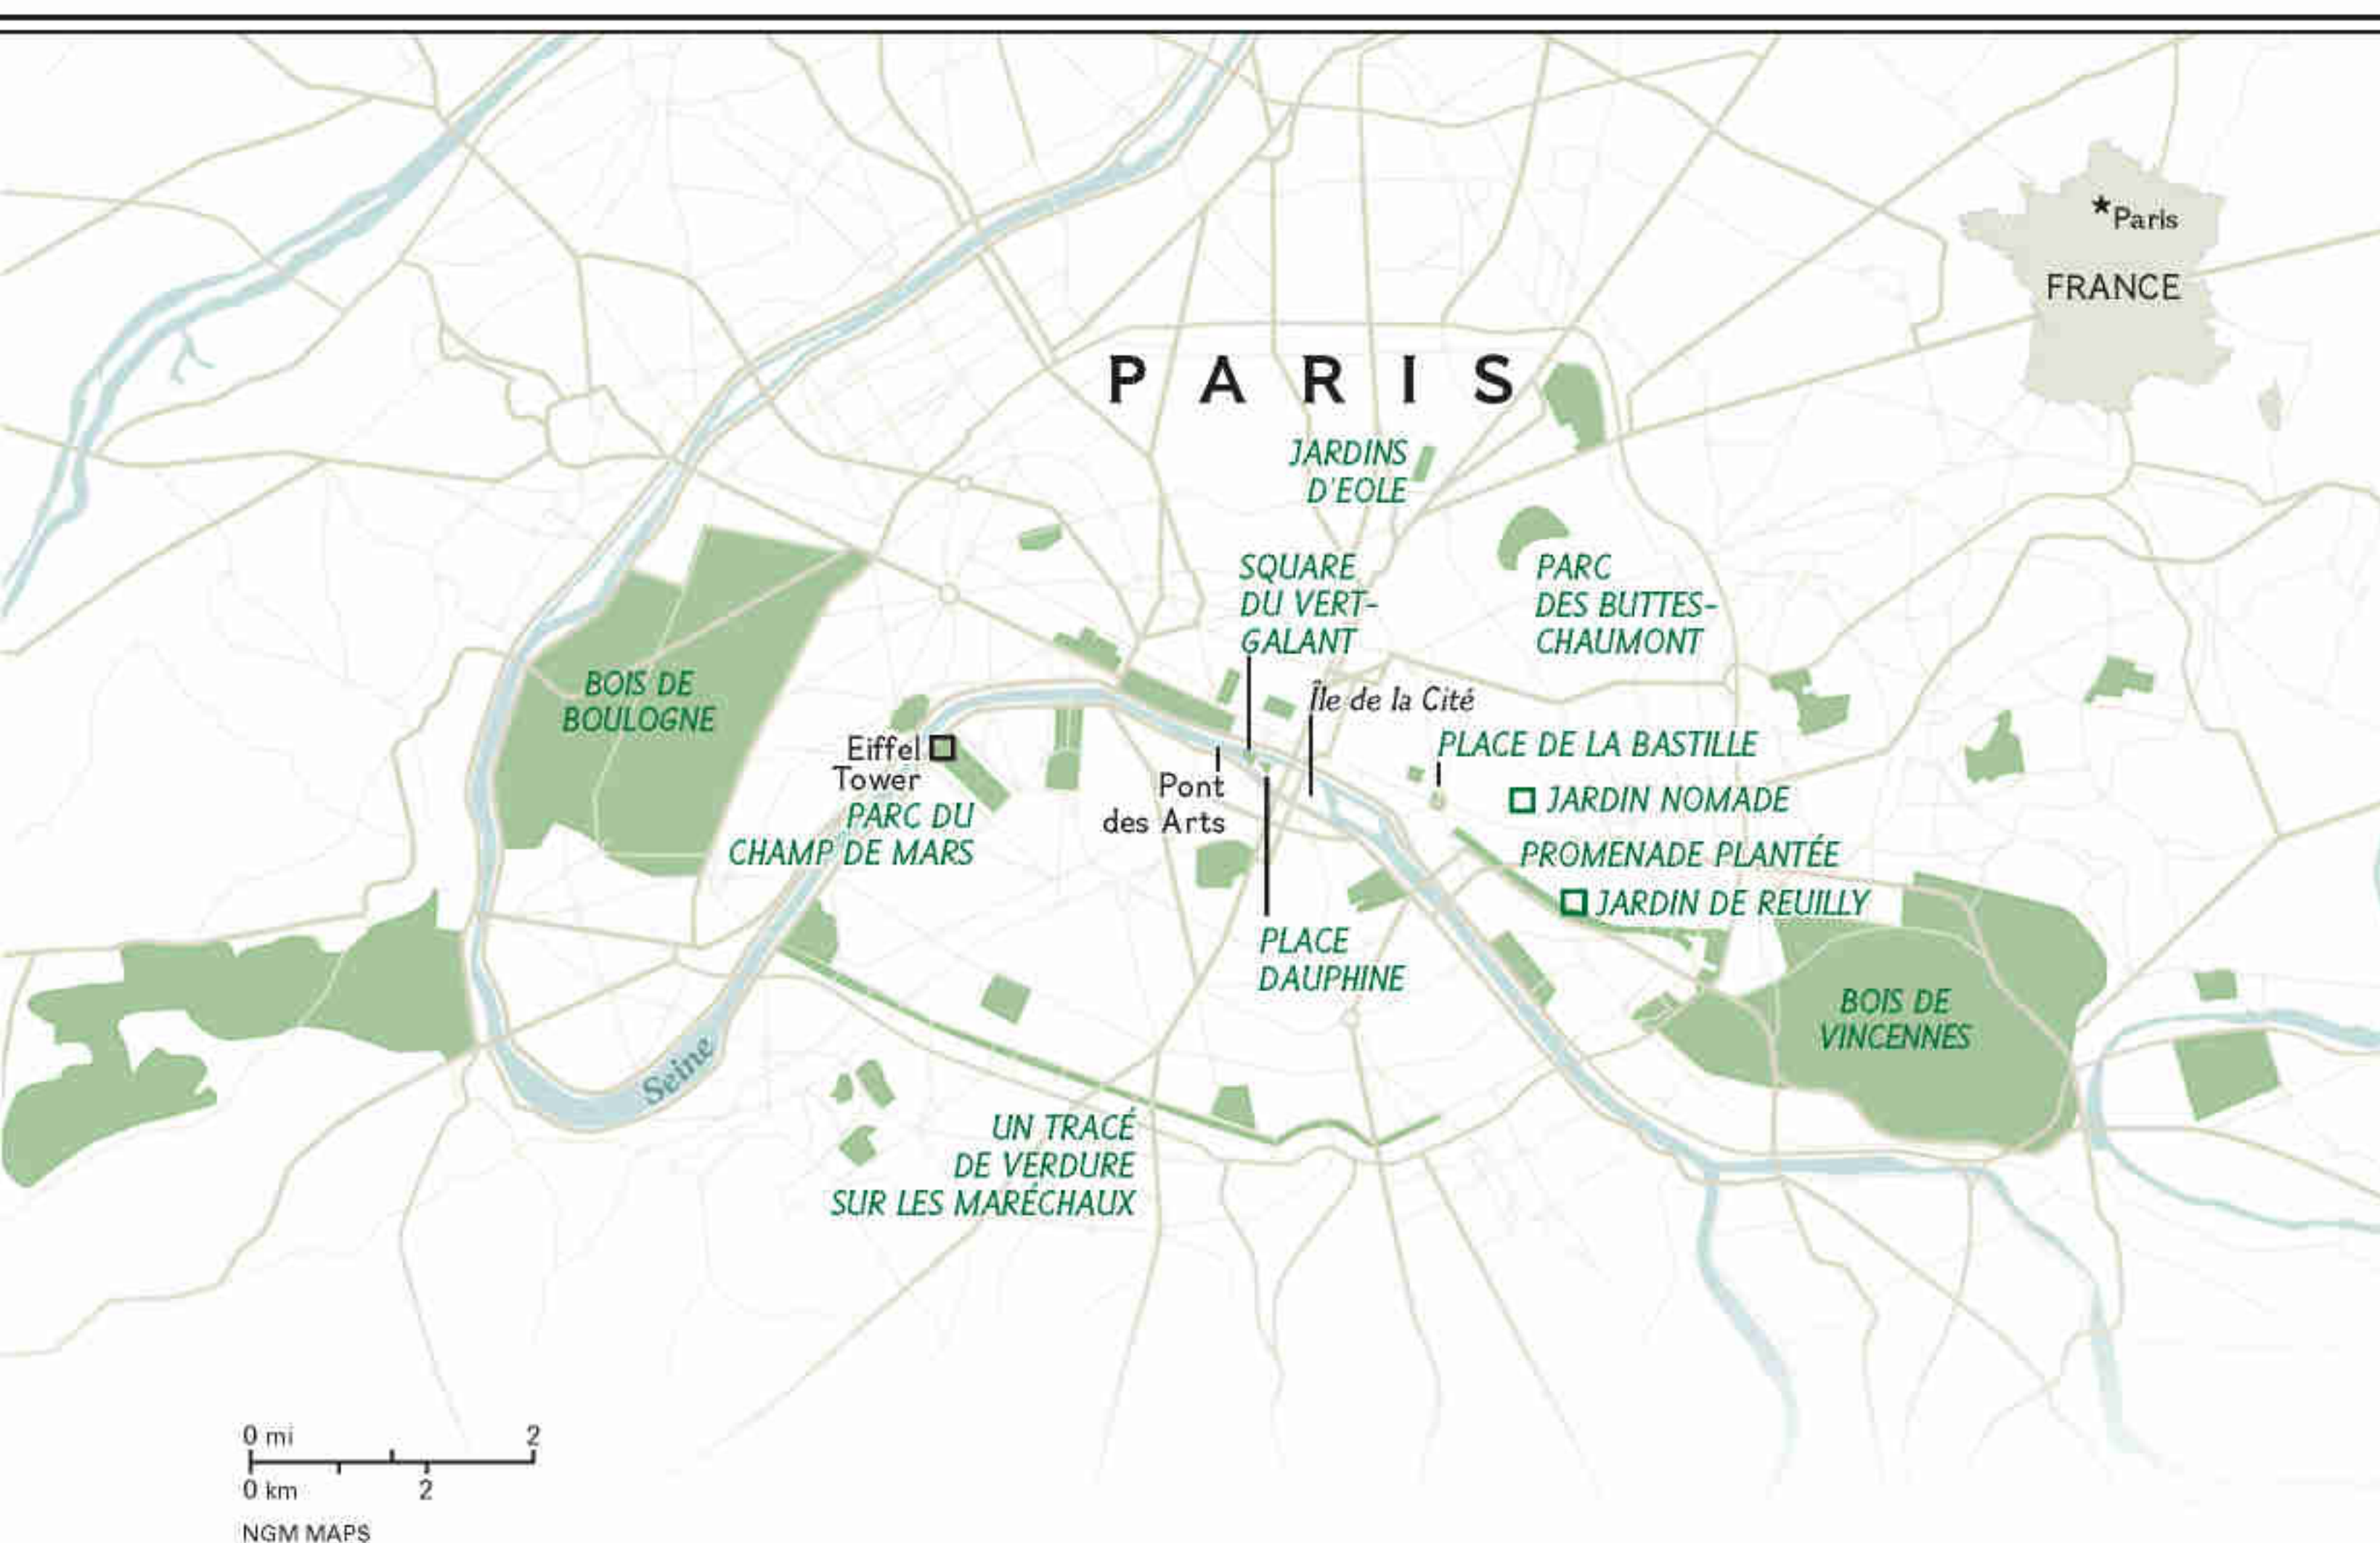 Paris
FRANCE
PARIS
JARDINS
D'EOLE
SQUARE
DU VERT-
GALANT
PARC
DES BUTTES-
CHAUMONT
BOIS DE
BOULOGNE
Île de la Cité
Eiffel
Tower
PARC DU
CHAMP DE MARS
Pont
des Arts
PLACE DE LA BASTILLE
JARDIN NOMADE
PROMENADE PLANTÉE
JARDIN DE REUILLY
PLACE
DAUPHINE
BOIS DE
VINCENNES
Seine
UN TRACÉ
DE VERDURE
SUR LES MARÉCHAUX
0 mi 2
0 km 2
NGM MAPS